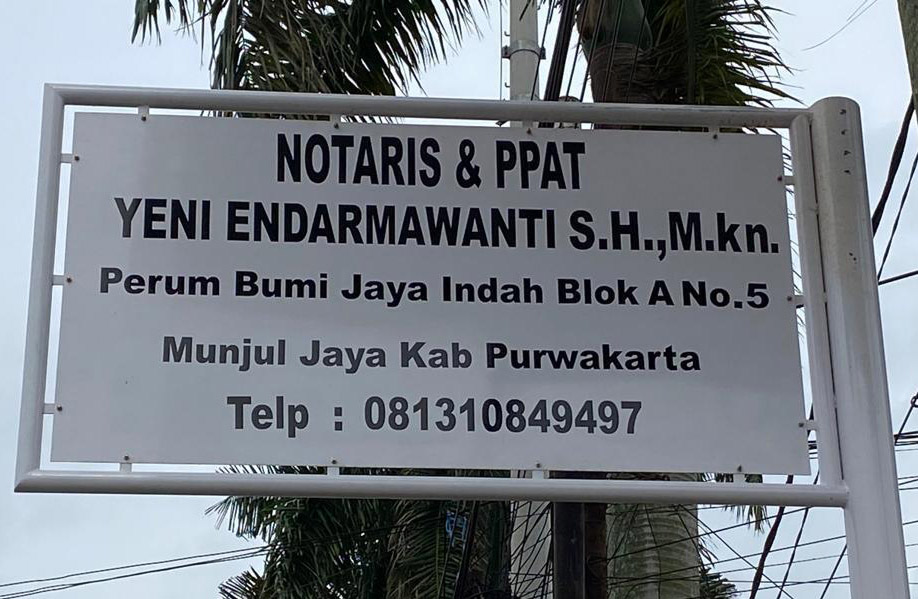 NOTARIS & PPAT
YENI ENDARMAWANTI S.H.,M.kn.
Perum Bumi Jaya Indah Blok A No.5
Munjul Jaya Kab Purwakarta
Telp : 081310849497